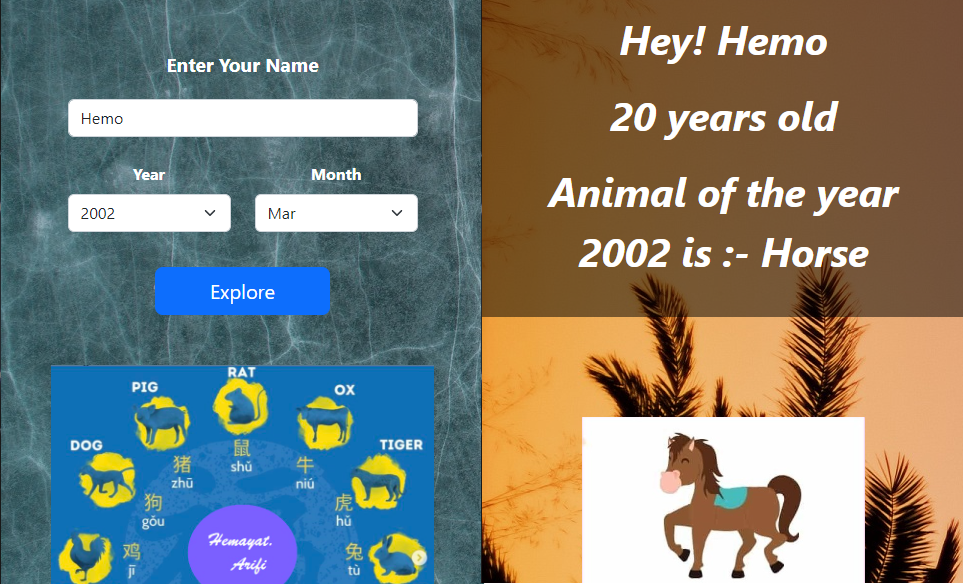 Enter Your Name
Hemo
Year
Month
2002
Mar
Explore
RAT
PIG
OX
DOG
TIGER
鼠
shǔ
猪
zhū
牛
niú
狗
gǒu
虎
hǔ
鸡
jī
兔
tù
Hemayat.
Arifi
Hey! Hemo
20 years old
Animal of the year
2002 is :- Horse